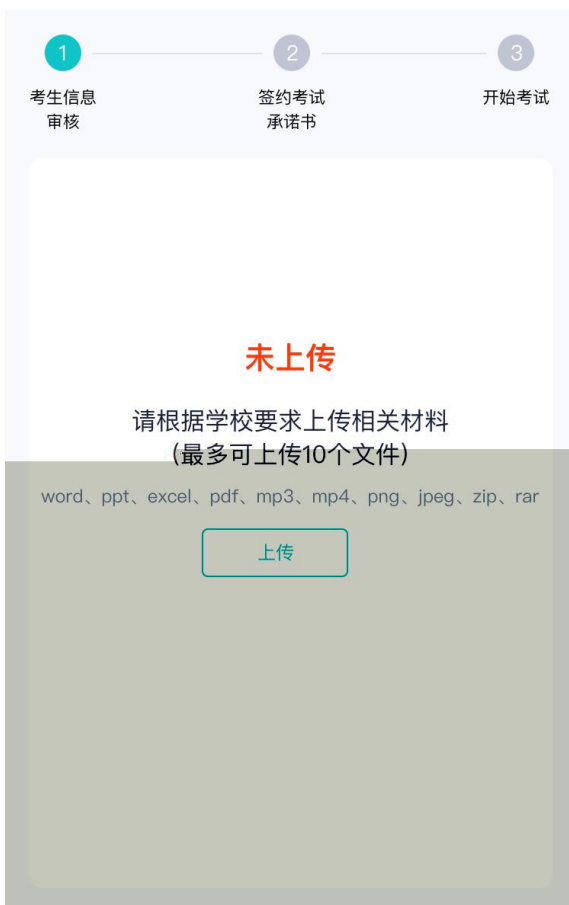 1
2
3
考生信息
审核
签约考试
承诺书
开始考试
未上传
请根据学校要求上传相关材料
（最多可上传10个文件）
word、ppt、excel、pdf、mp3、mp4、png、jpeg、zip、rar
上传